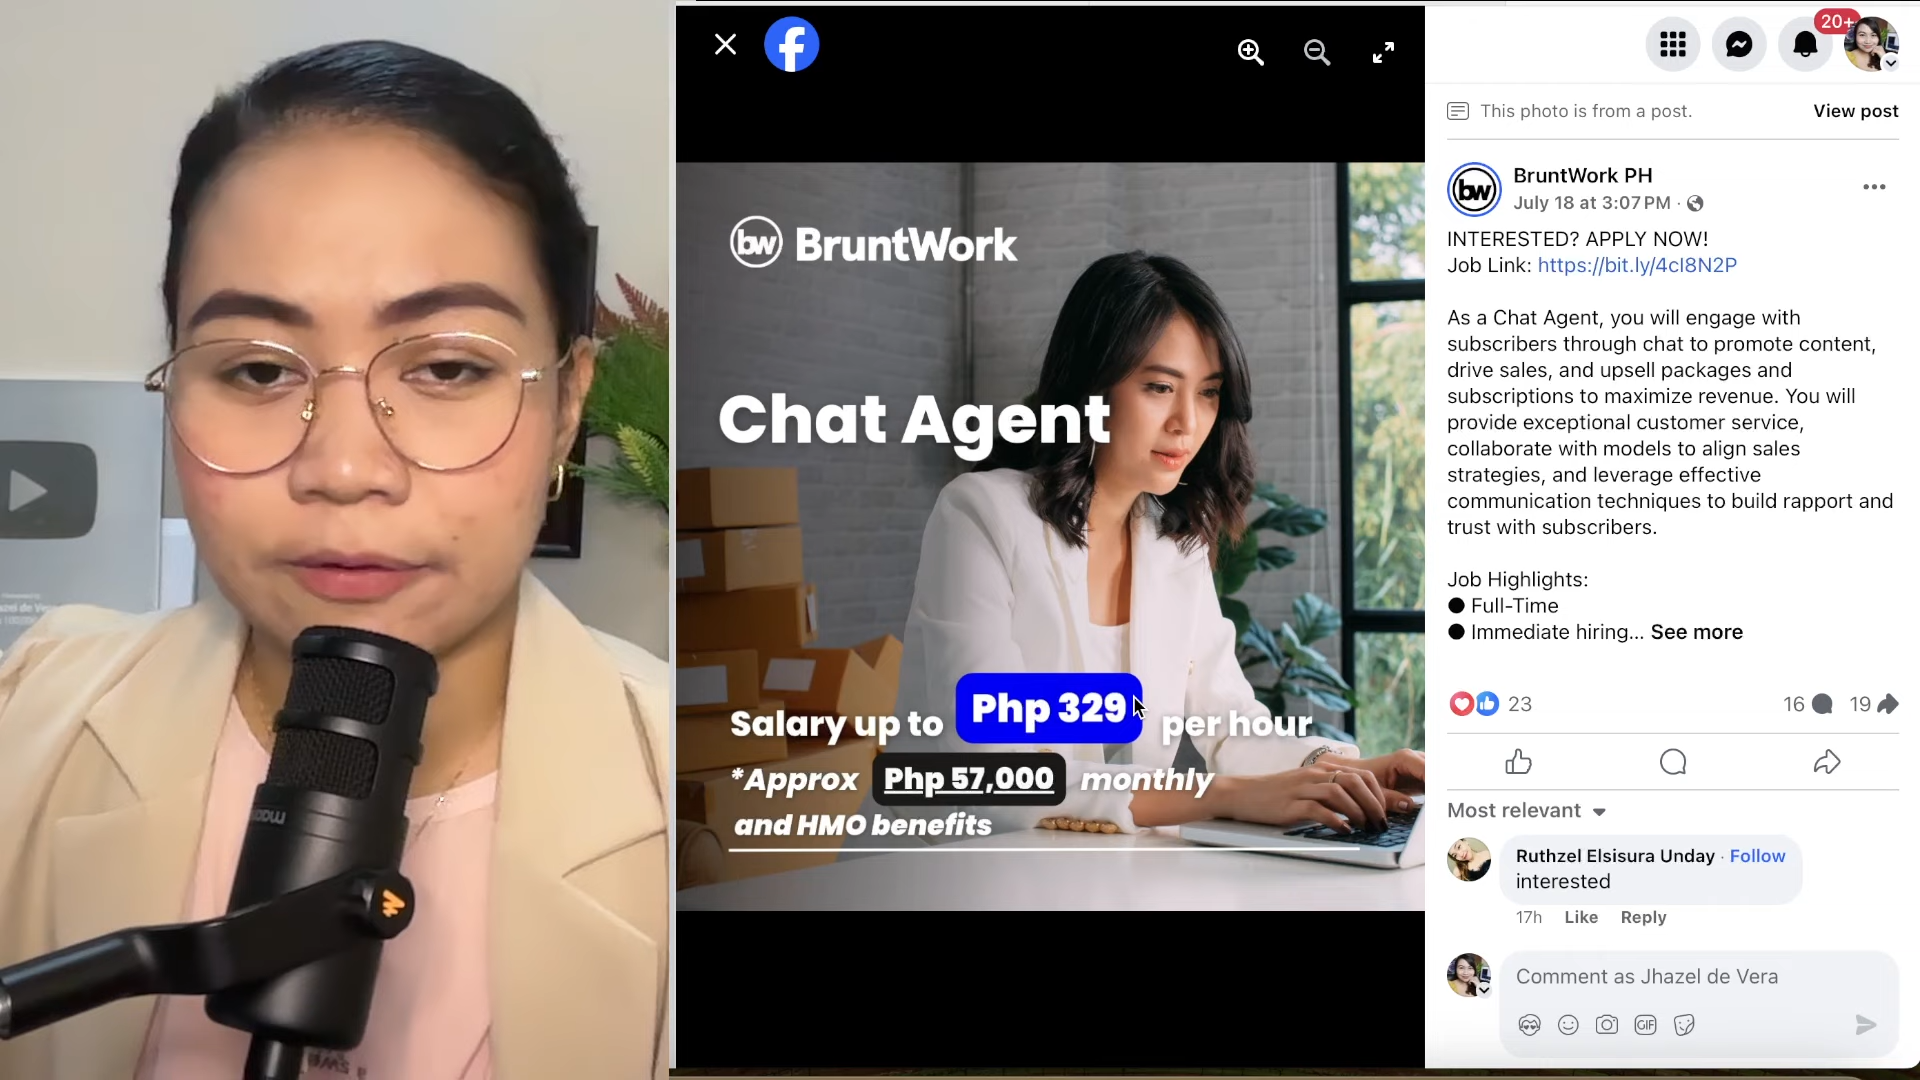 20+
This photo is from a post.
View post
BruntWork PH
July 18 at 3:07 PM ·
INTERESTED? APPLY NOW!
Job Link: https://bit.ly/4cI8N2P
As a Chat Agent, you will engage with
subscribers through chat to promote content,
drive sales, and upsell packages and
subscriptions to maximize revenue. You will
provide exceptional customer service,
collaborate with models to align sales
strategies, and leverage effective
communication techniques to build rapport and
trust with subscribers.
Job Highlights:
● Full-Time
● Immediate hiring... See more
23
16
19
Most relevant
Ruthzel Elsisura Unday · Follow
interested
17h Like Reply
Comment as Jhazel de Vera
GIF
bw BruntWork
Chat Agent
Salary up to Php 329 per hour
*Approx Php 57,000 monthly
and HMO benefits